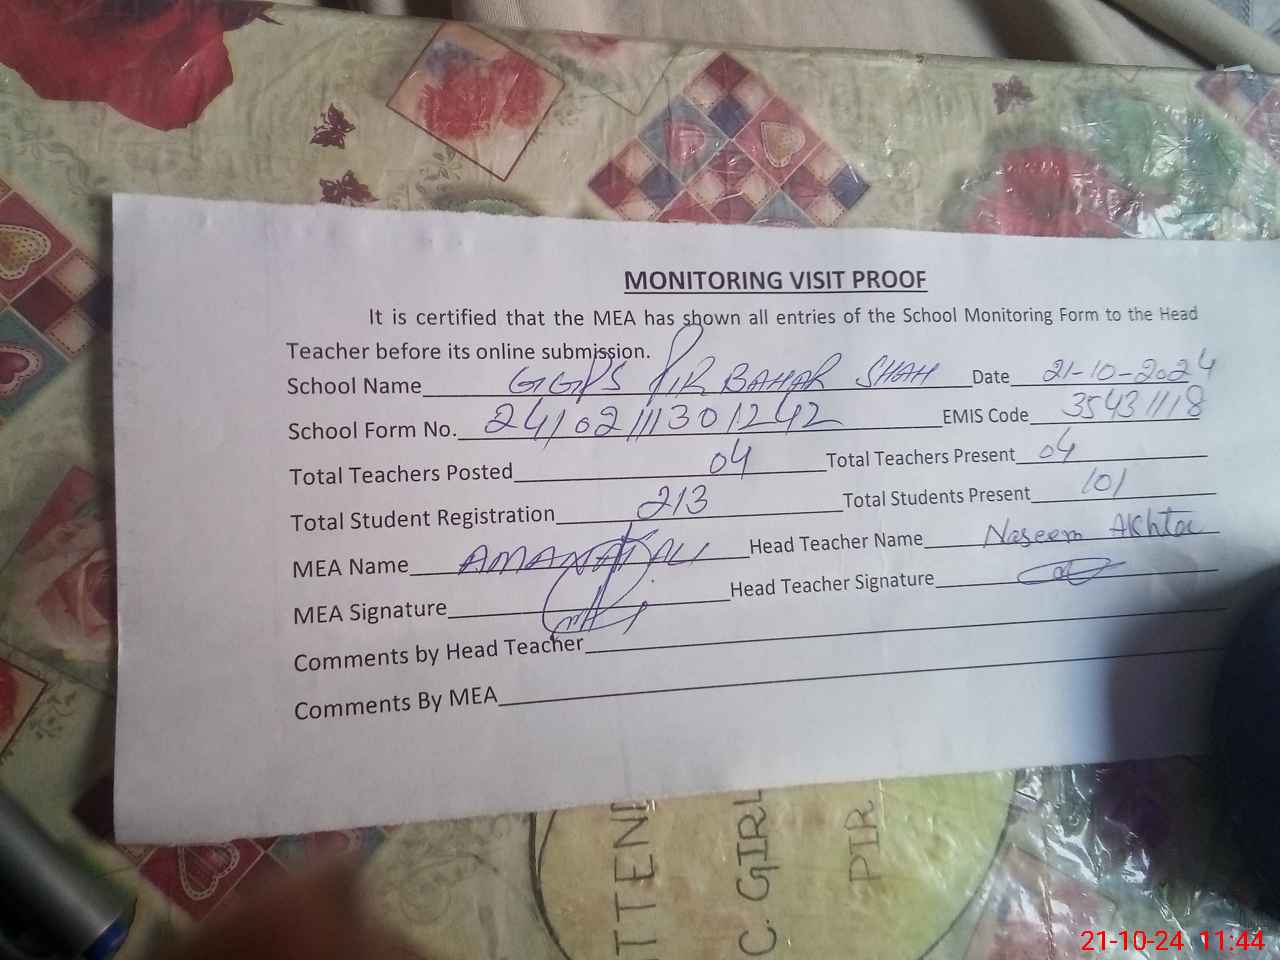 MONITORING VISIT PROOF
It is certified that the MEA has shown all entries of the School Monitoring Form to the Head
Teacher before its online submission.
School Name GGPS PIR BAHAR SHAH Date 21-10-2024
School Form No. 241021113012 42 EMIS Code 35431118
Total Teachers Posted 04 Total Teachers Present 04
Total Student Registration 213 Total Students Present 101
MEA Name AMANAT ALI Head Teacher Name Naseem Akhtar
MEA Signature Head Teacher Signature
Comments by Head Teacher
Comments By MEA
TTEN
C. GIRL
PIR
21-10-24 11:44